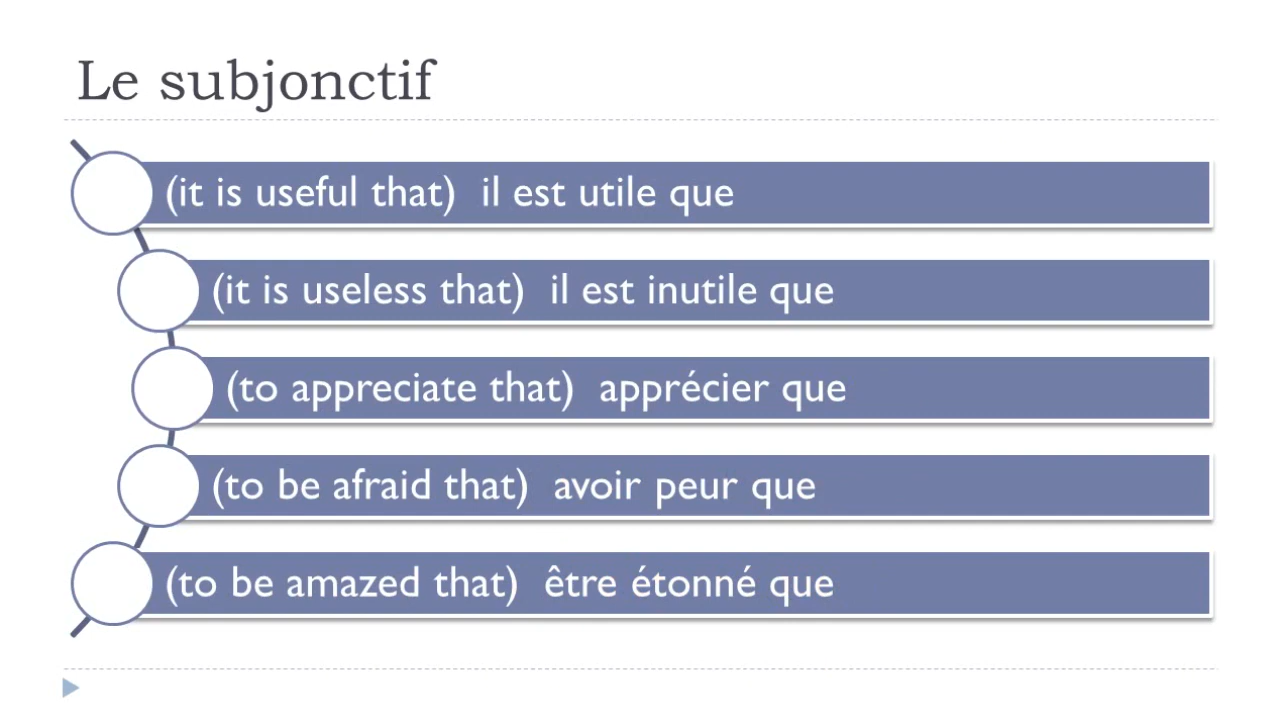 Le subjonctif
(it is useful that)  il est utile que
(it is useless that)  il est inutile que
(to appreciate that)  apprécier que
(to be afraid that)  avoir peur que
(to be amazed that)  être étonné que